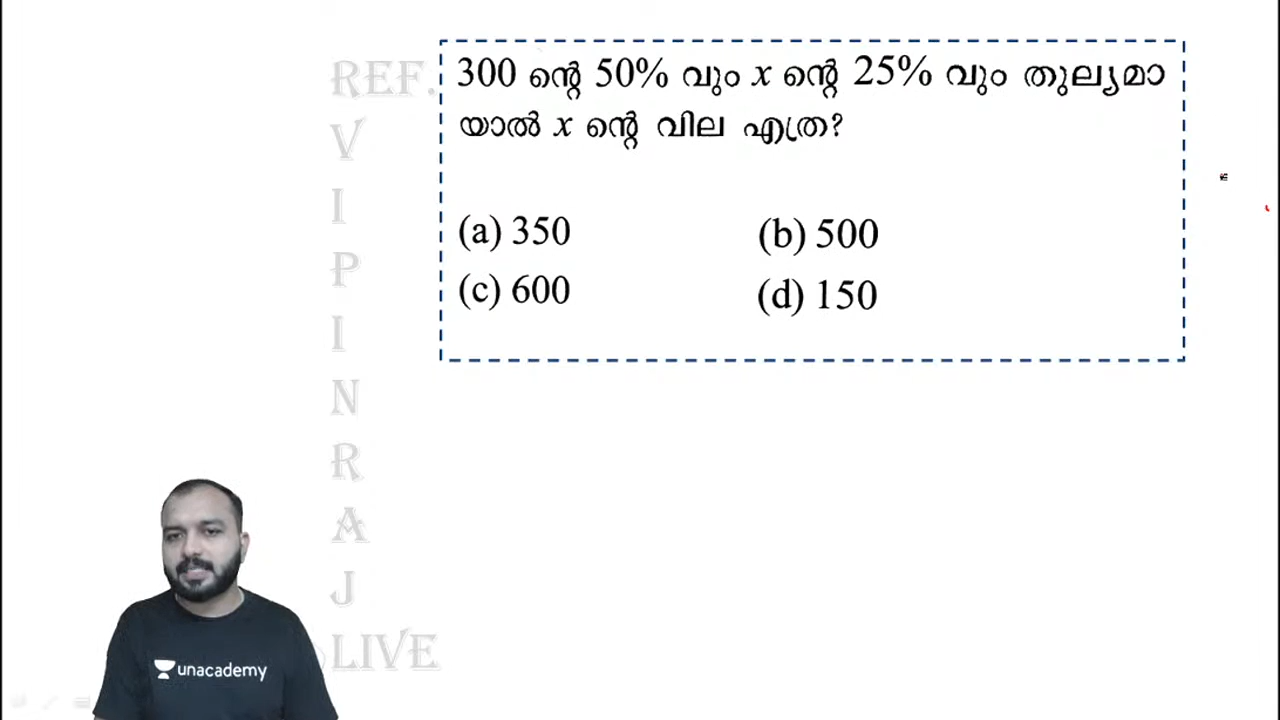 300 ന്റെ 50% വും x ന്റെ 25% വും തുല്യമാ
യാൽ x ന്റെ വില എത്ര?
(a) 350 (b) 500
(c) 600 (d) 150
REF.
V
I
P
I
N
R
A
J
LIVE
unacademy